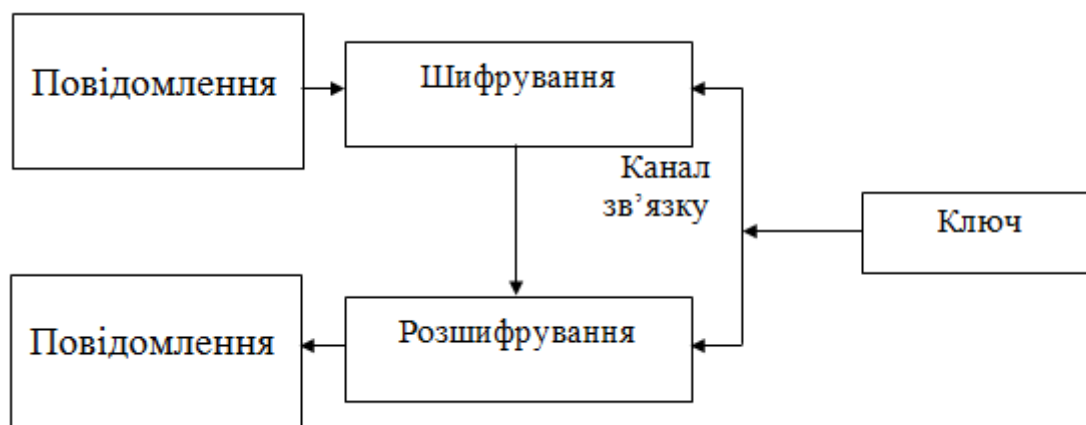 Повідомлення
Шифрування
Канал
зв’язку
Ключ
Повідомлення
Розшифрування